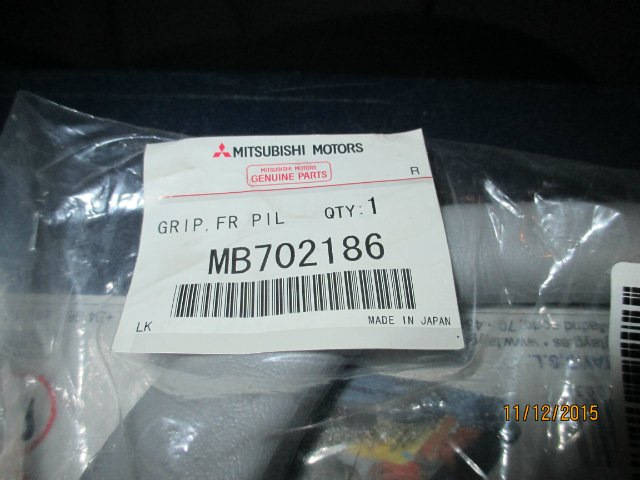 MITSUBISHI MOTORS
MITSUBISHI MOTORS
GENUINE PARTS
R
GRIP, FR PIL QTY:1
MB702186
LK MADE IN JAPAN
11/12/2015